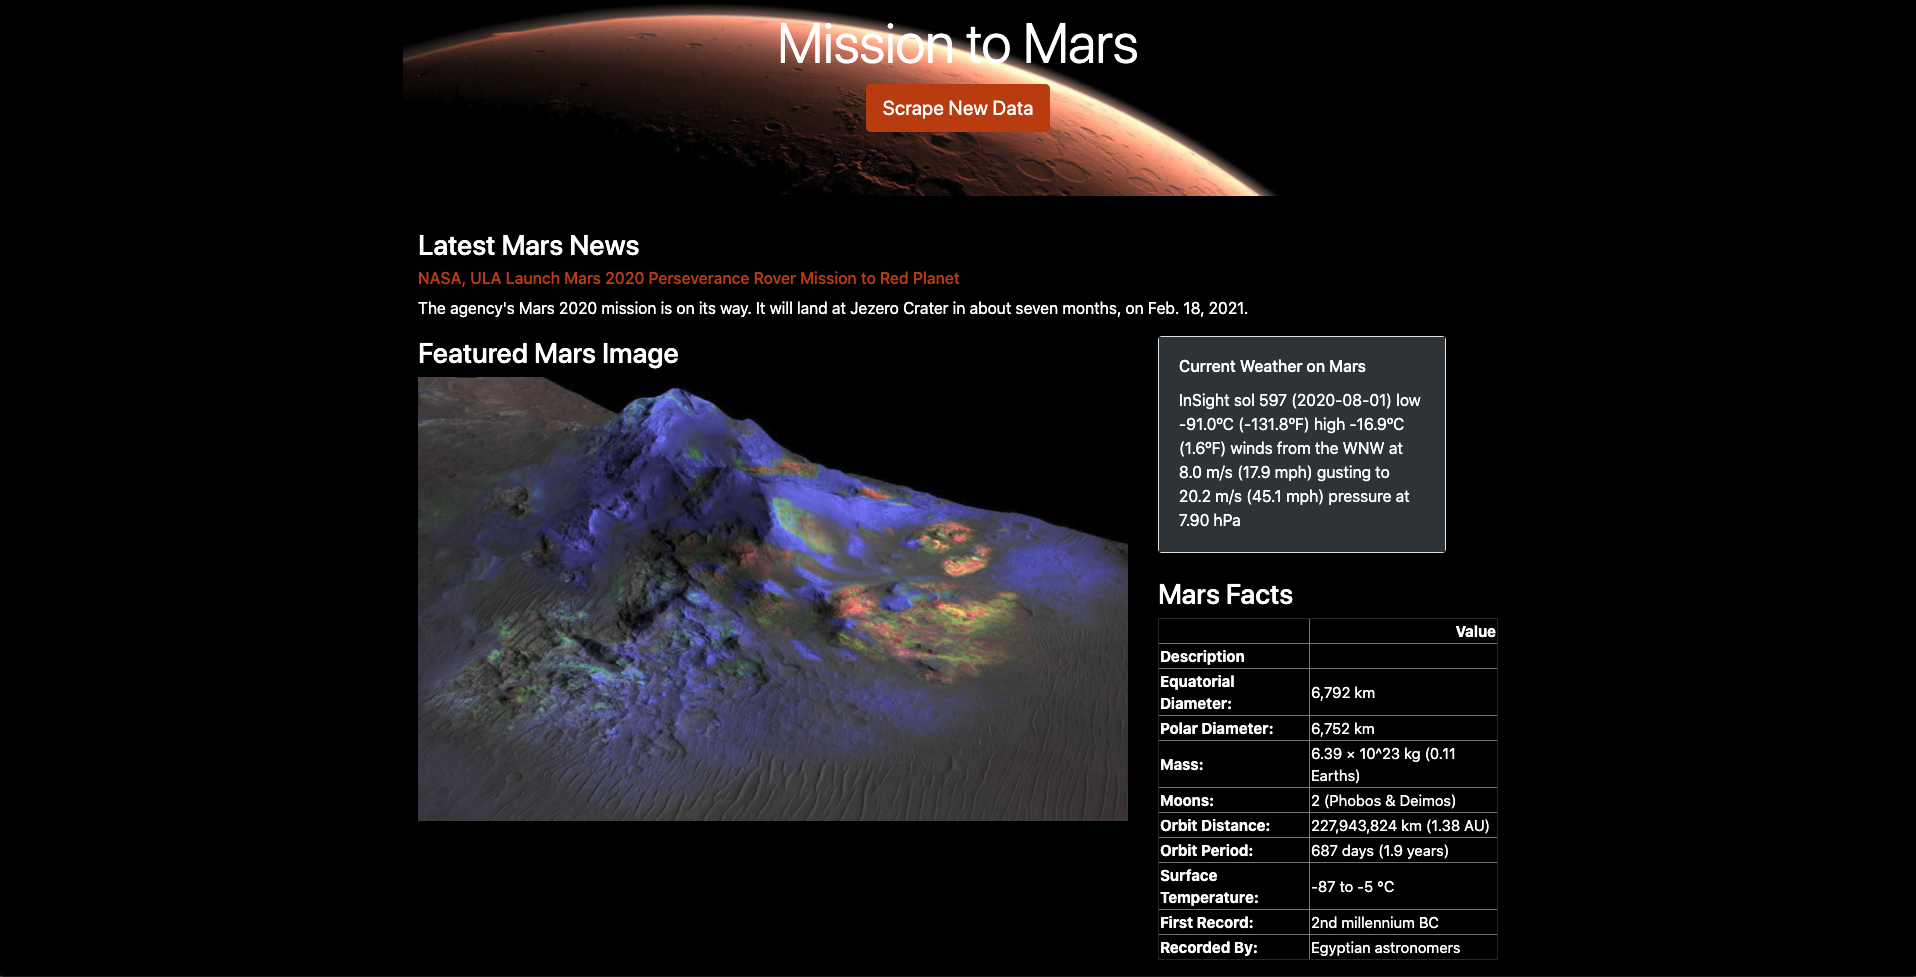 Mission to Mars
Scrape New Data
Latest Mars News
NASA, ULA Launch Mars 2020 Perseverance Rover Mission to Red Planet
The agency's Mars 2020 mission is on its way. It will land at Jezero Crater in about seven months, on Feb. 18, 2021.
Featured Mars Image
Current Weather on Mars
InSight sol 597 (2020-08-01) low
-91.0ºC (-131.8ºF) high -16.9ºC
(1.6ºF) winds from the WNW at
8.0 m/s (17.9 mph) gusting to
20.2 m/s (45.1 mph) pressure at
7.90 hPa
Mars Facts
Value
Description
Equatorial
Diameter:
6,792 km
Polar Diameter: 6,752 km
Mass:
6.39 × 10^23 kg (0.11
Earths)
Moons: 2 (Phobos & Deimos)
Orbit Distance: 227,943,824 km (1.38 AU)
Orbit Period: 687 days (1.9 years)
Surface
Temperature:
-87 to -5 °C
First Record: 2nd millennium BC
Recorded By: Egyptian astronomers